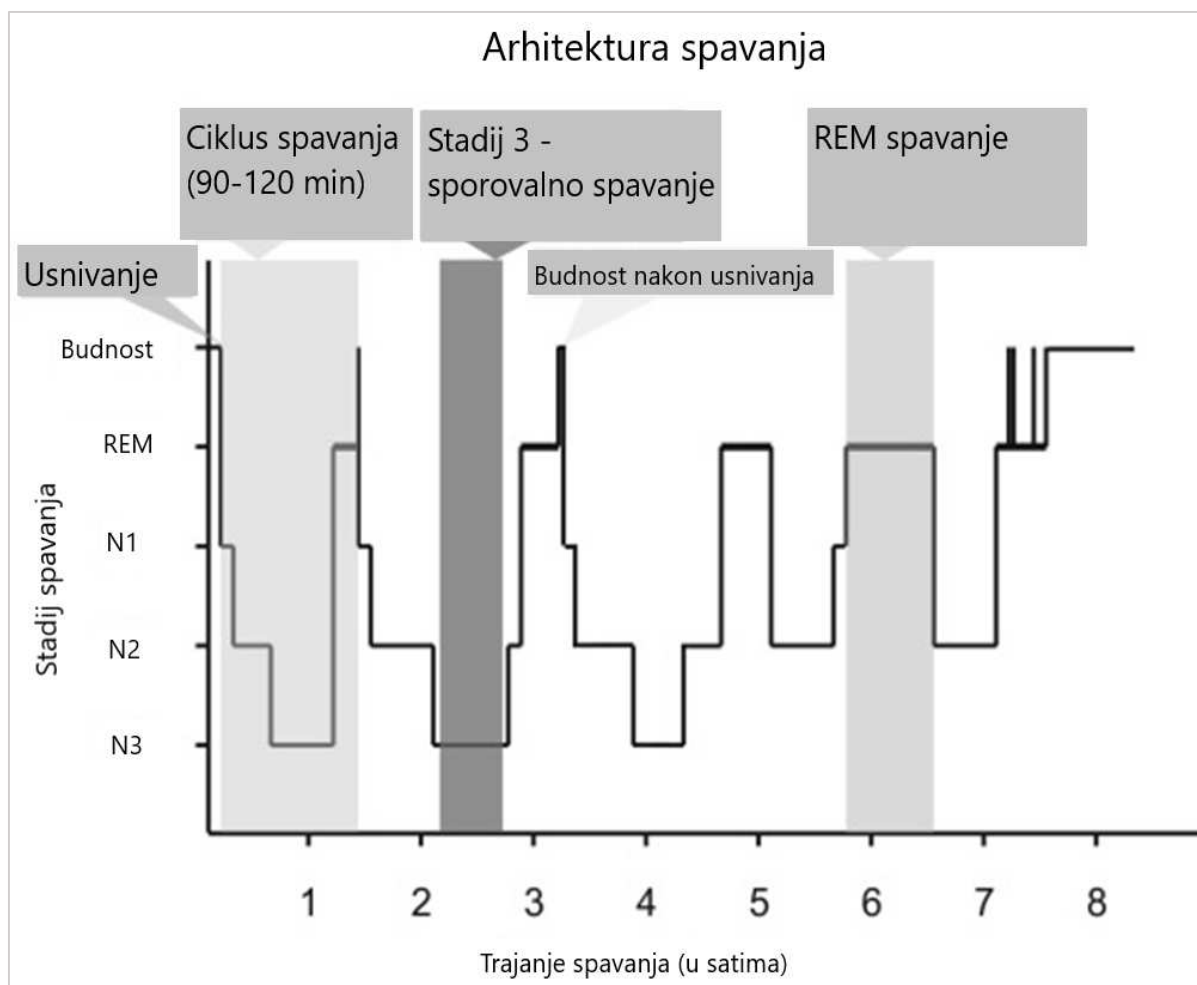 Arhitektura spavanja
Ciklus spavanja
(90-120 min)
Stadij 3 -
sporovalno spavanje
REM spavanje
Usnivanje
Budnost nakon usnivanja
Budnost
REM
N1
N2
N3
Stadij spavanja
1 2 3 4 5 6 7 8
Trajanje spavanja (u satima)